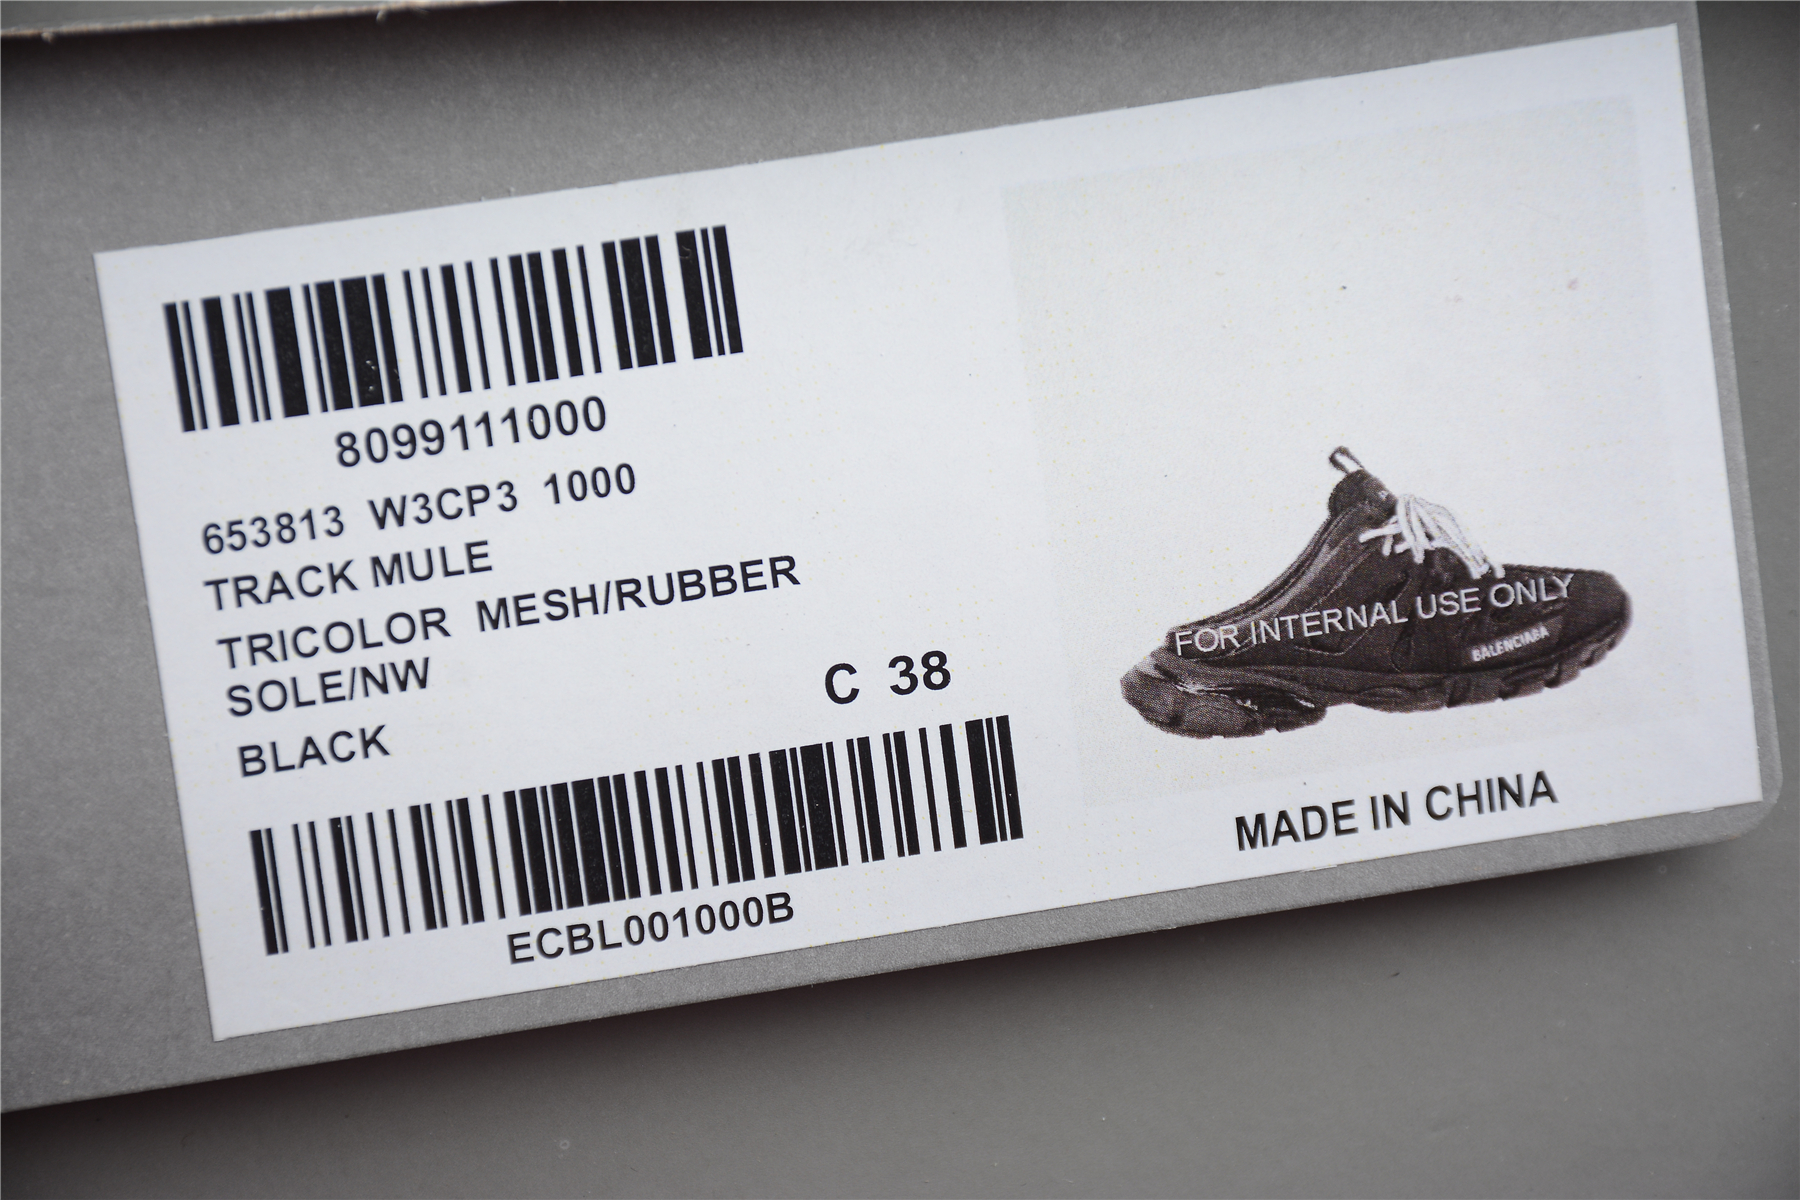 8099111000
653813 W3CP3 1000
TRACK MULE
TRICOLOR MESH/RUBBER
SOLE/NW
C 38
BLACK
ECBL001000B
FOR INTERNAL USE ONLY
BALENCIAGA
MADE IN CHINA